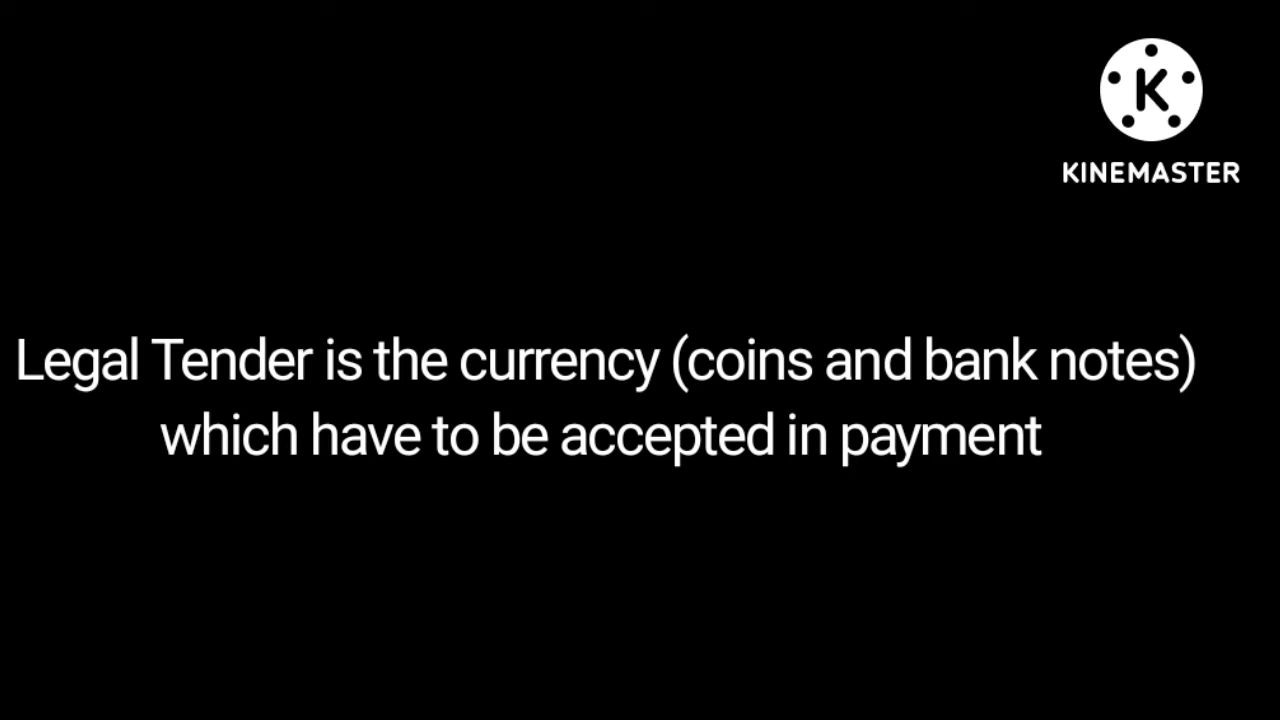 K
KINEMASTER
Legal Tender is the currency (coins and bank notes)
which have to be accepted in payment